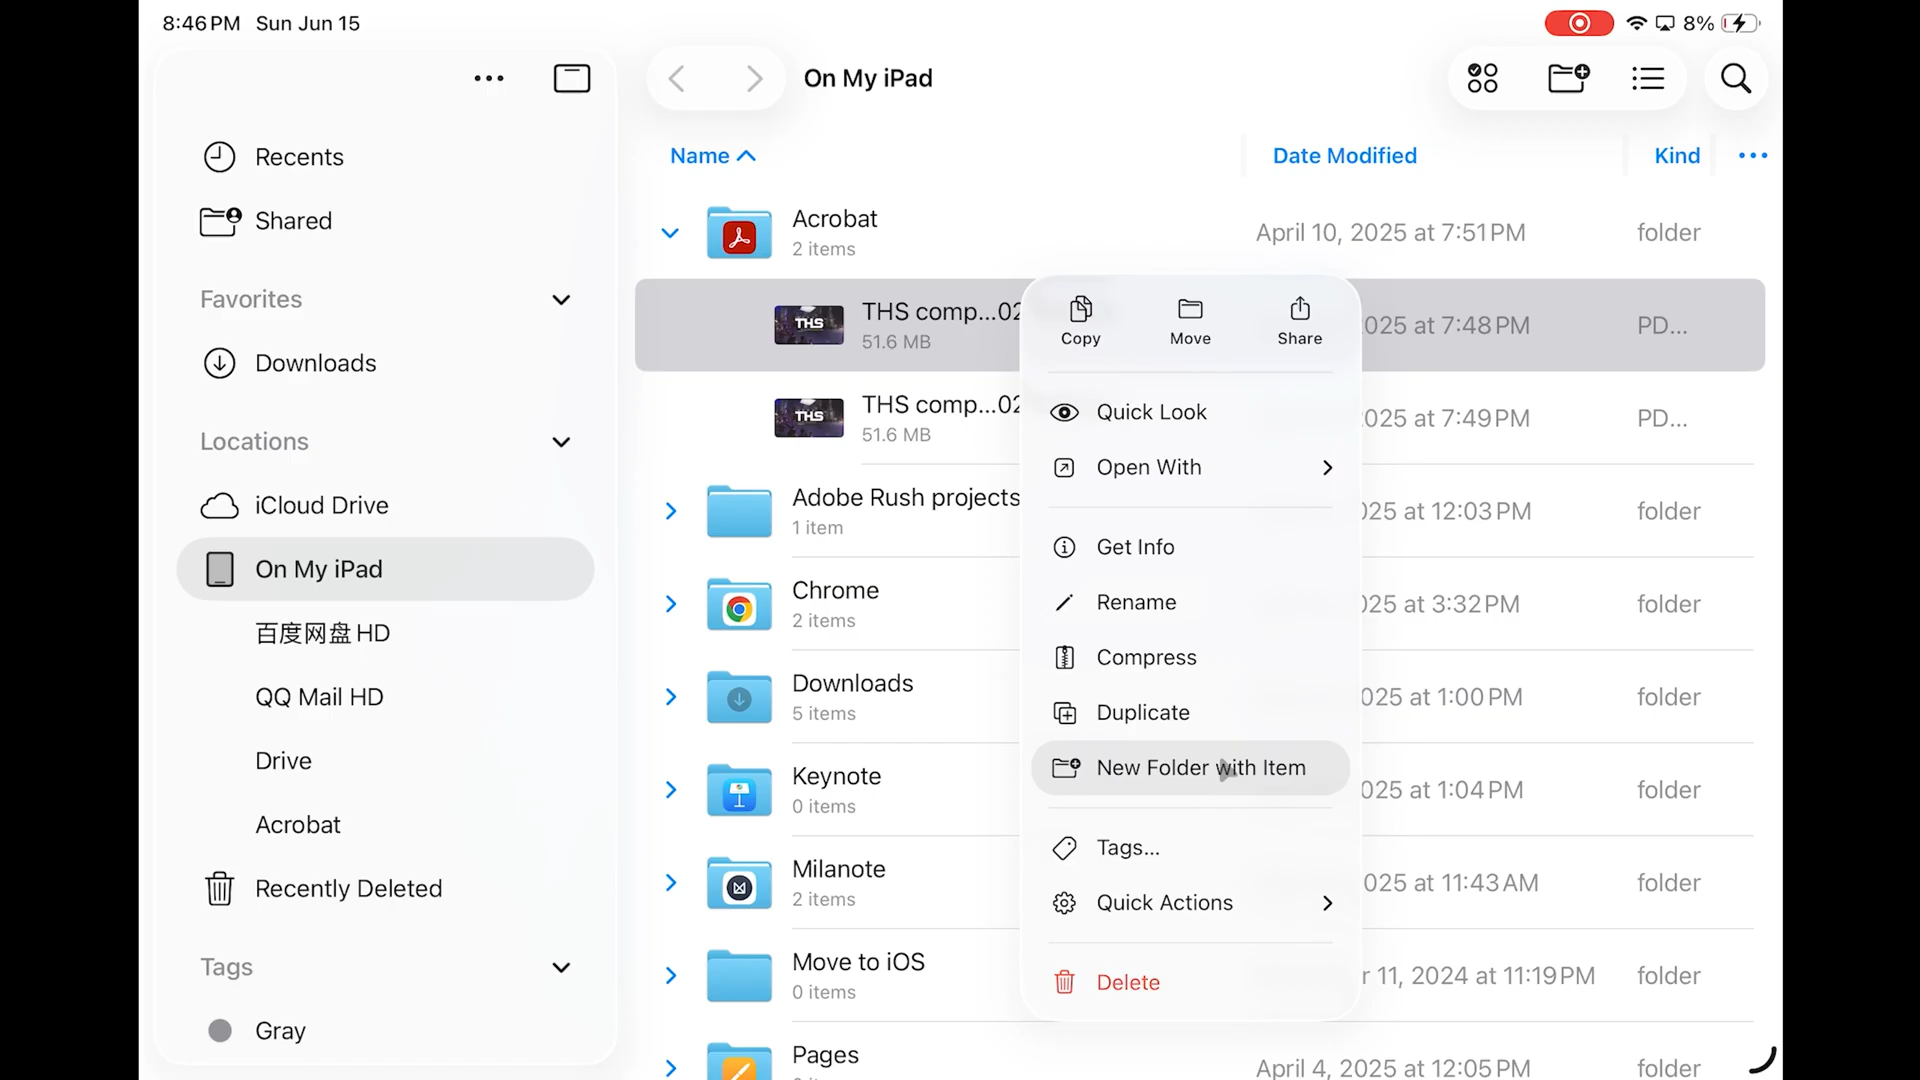 8:46 PM Sun Jun 15
8%
Recents
Shared
Favorites
Downloads
Locations
iCloud Drive
On My iPad
百度网盘 HD
QQ Mail HD
Drive
Acrobat
Recently Deleted
Tags
Gray
On My iPad
Name Date Modified Kind
Acrobat
2 items
April 10, 2025 at 7:51 PM folder
THS comp...02
51.6 MB
025 at 7:48 PM PD...
THS
THS comp...02
51.6 MB
025 at 7:49 PM PD...
THS
Adobe Rush projects
1 item
025 at 12:03 PM folder
Chrome
2 items
025 at 3:32 PM folder
Downloads
5 items
025 at 1:00 PM folder
Keynote
0 items
025 at 1:04 PM folder
Milanote
2 items
025 at 11:43 AM folder
Move to iOS
0 items
r 11, 2024 at 11:19 PM folder
Pages
April 4, 2025 at 12:05 PM folder
Copy Move Share
Quick Look
Open With
Get Info
Rename
Compress
Duplicate
New Folder with Item
Tags...
Quick Actions
Delete